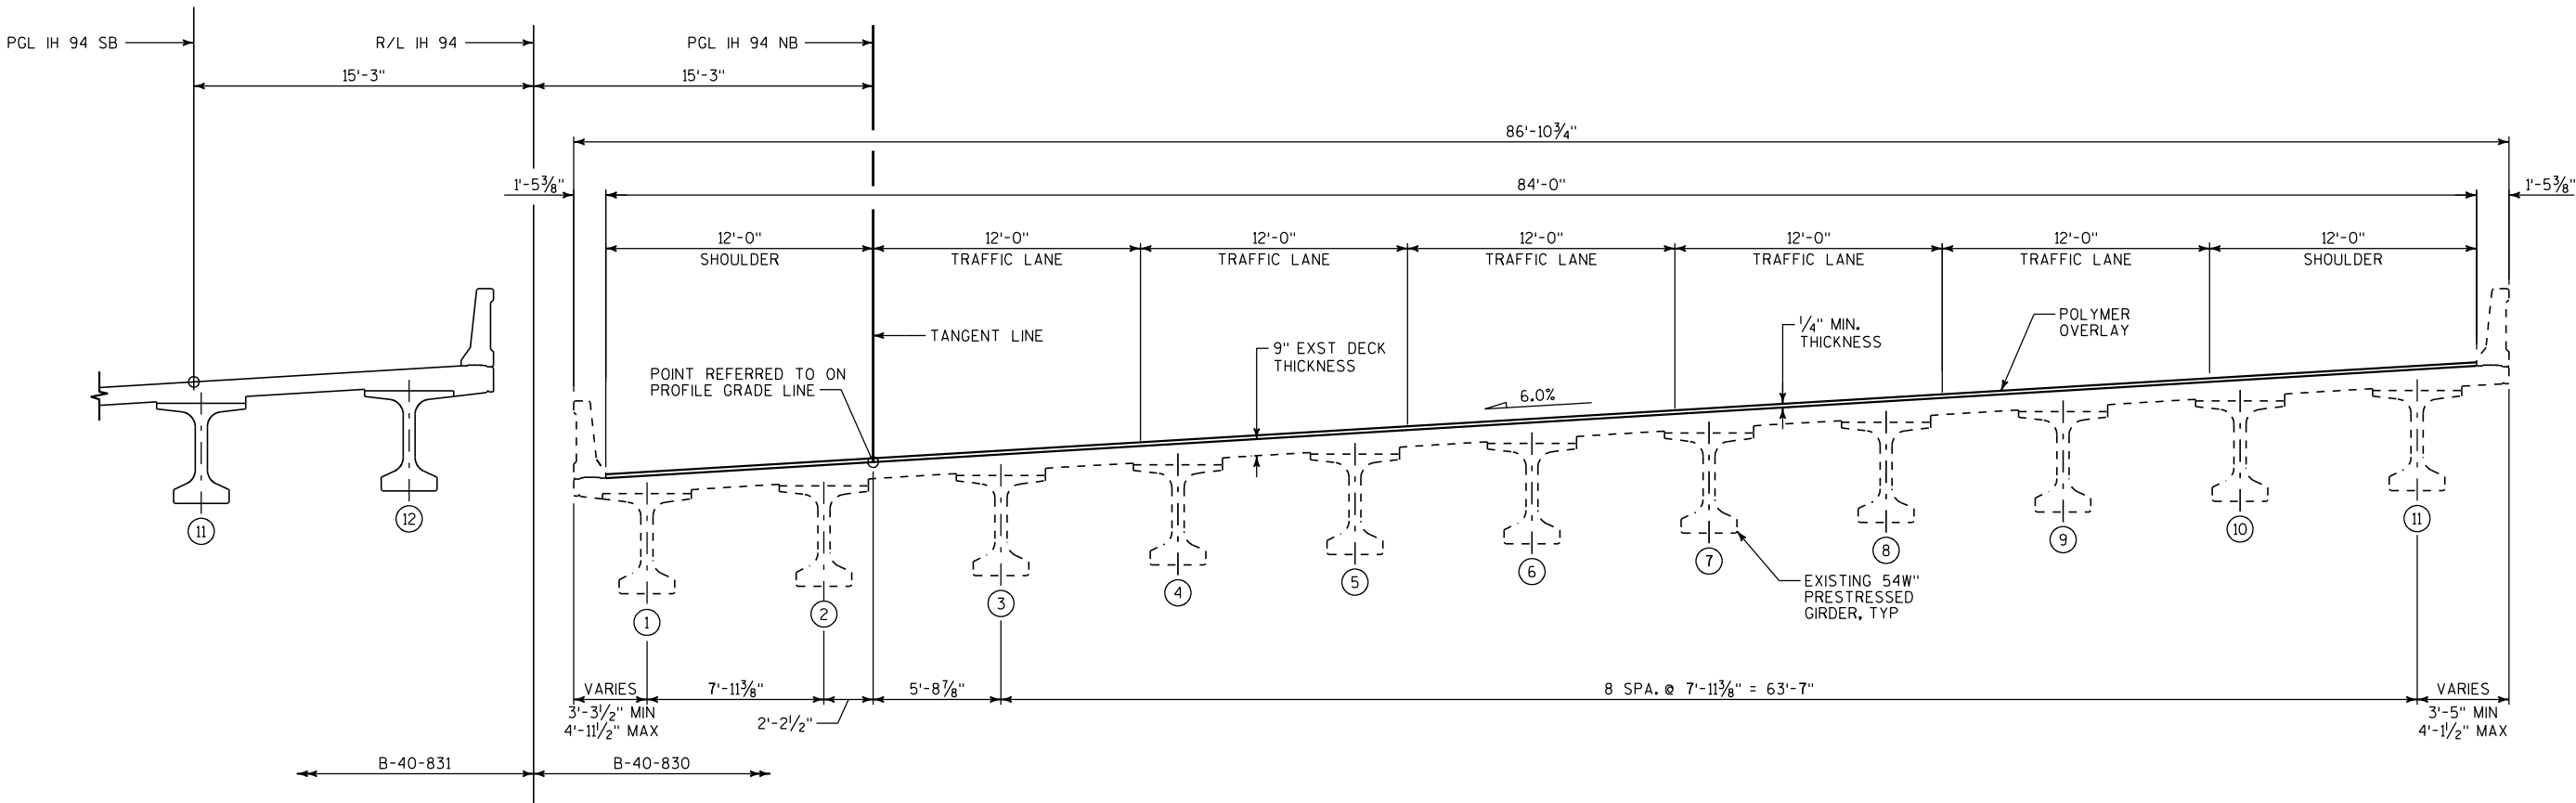 PGL IH 94 SB
R/L IH 94
PGL IH 94 NB
15'-3"
15'-3"
86'-10¾"
1'-5⅜"
84'-0"
1'-5⅜"
12'-0"
SHOULDER
12'-0"
TRAFFIC LANE
12'-0"
TRAFFIC LANE
12'-0"
TRAFFIC LANE
12'-0"
TRAFFIC LANE
12'-0"
TRAFFIC LANE
12'-0"
SHOULDER
TANGENT LINE
9" EXST DECK
THICKNESS
¼" MIN.
THICKNESS
POLYMER
OVERLAY
POINT REFERRED TO ON
PROFILE GRADE LINE
6.0%
11
12
1
2
3
4
5
6
7
8
9
10
11
EXISTING 54W"
PRESTRESSED
GIRDER, TYP
VARIES
3'-3½" MIN
4'-11½" MAX
7'-11⅜"
2'-2½"
5'-8⅞"
8 SPA. @ 7'-11⅜" = 63'-7"
VARIES
3'-5" MIN
4'-1½" MAX
B-40-831
B-40-830